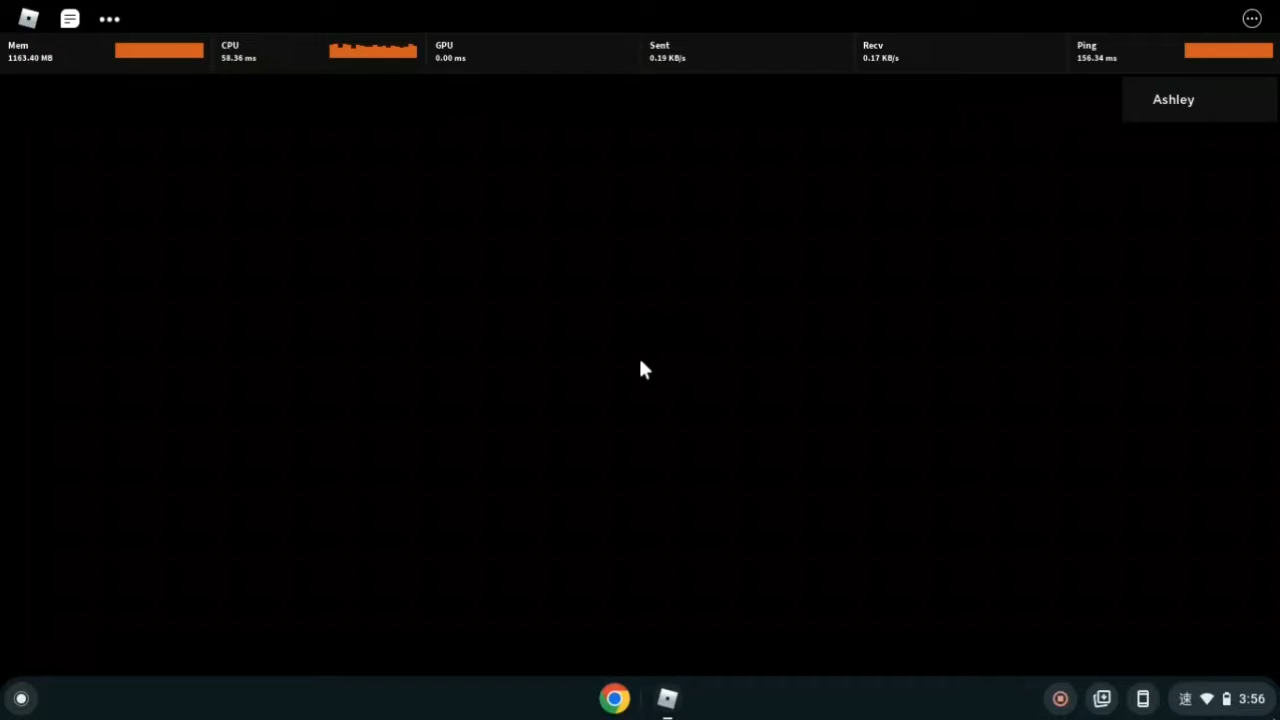 Mem
1163.40 MB
CPU
58.36 ms
GPU
0.00 ms
Sent
0.19 KB/s
Recv
0.17 KB/s
Ping
156.34 ms
Ashley
速 3:56